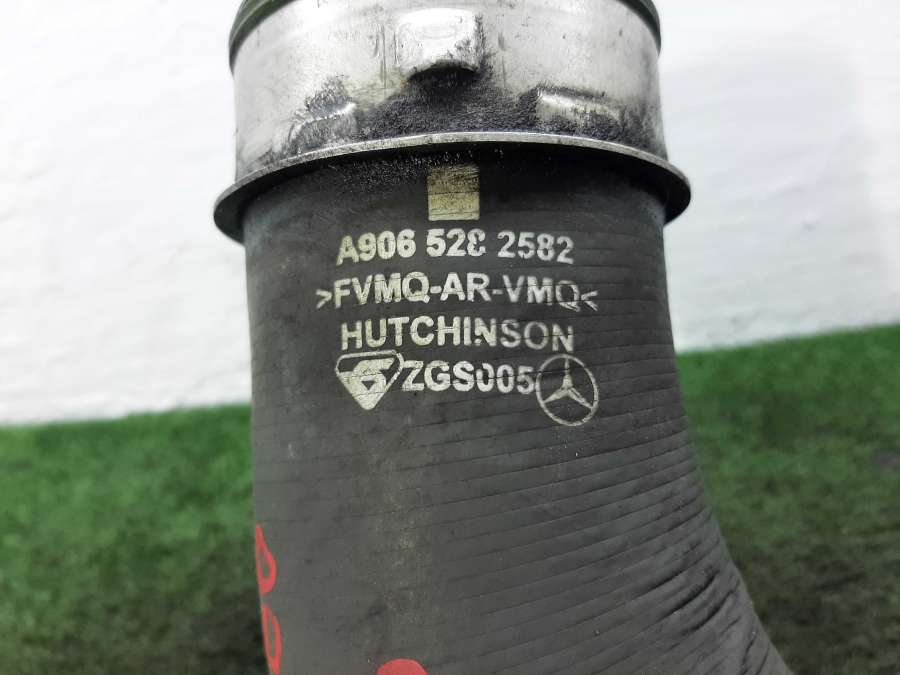 A906 528 2582
>FVMQ-AR-VMQ<
HUTCHINSON
ZGS005